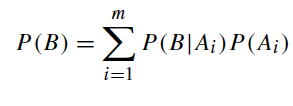 P(B) = \sum_{i=1}^{m} P(B|A_i)P(A_i)